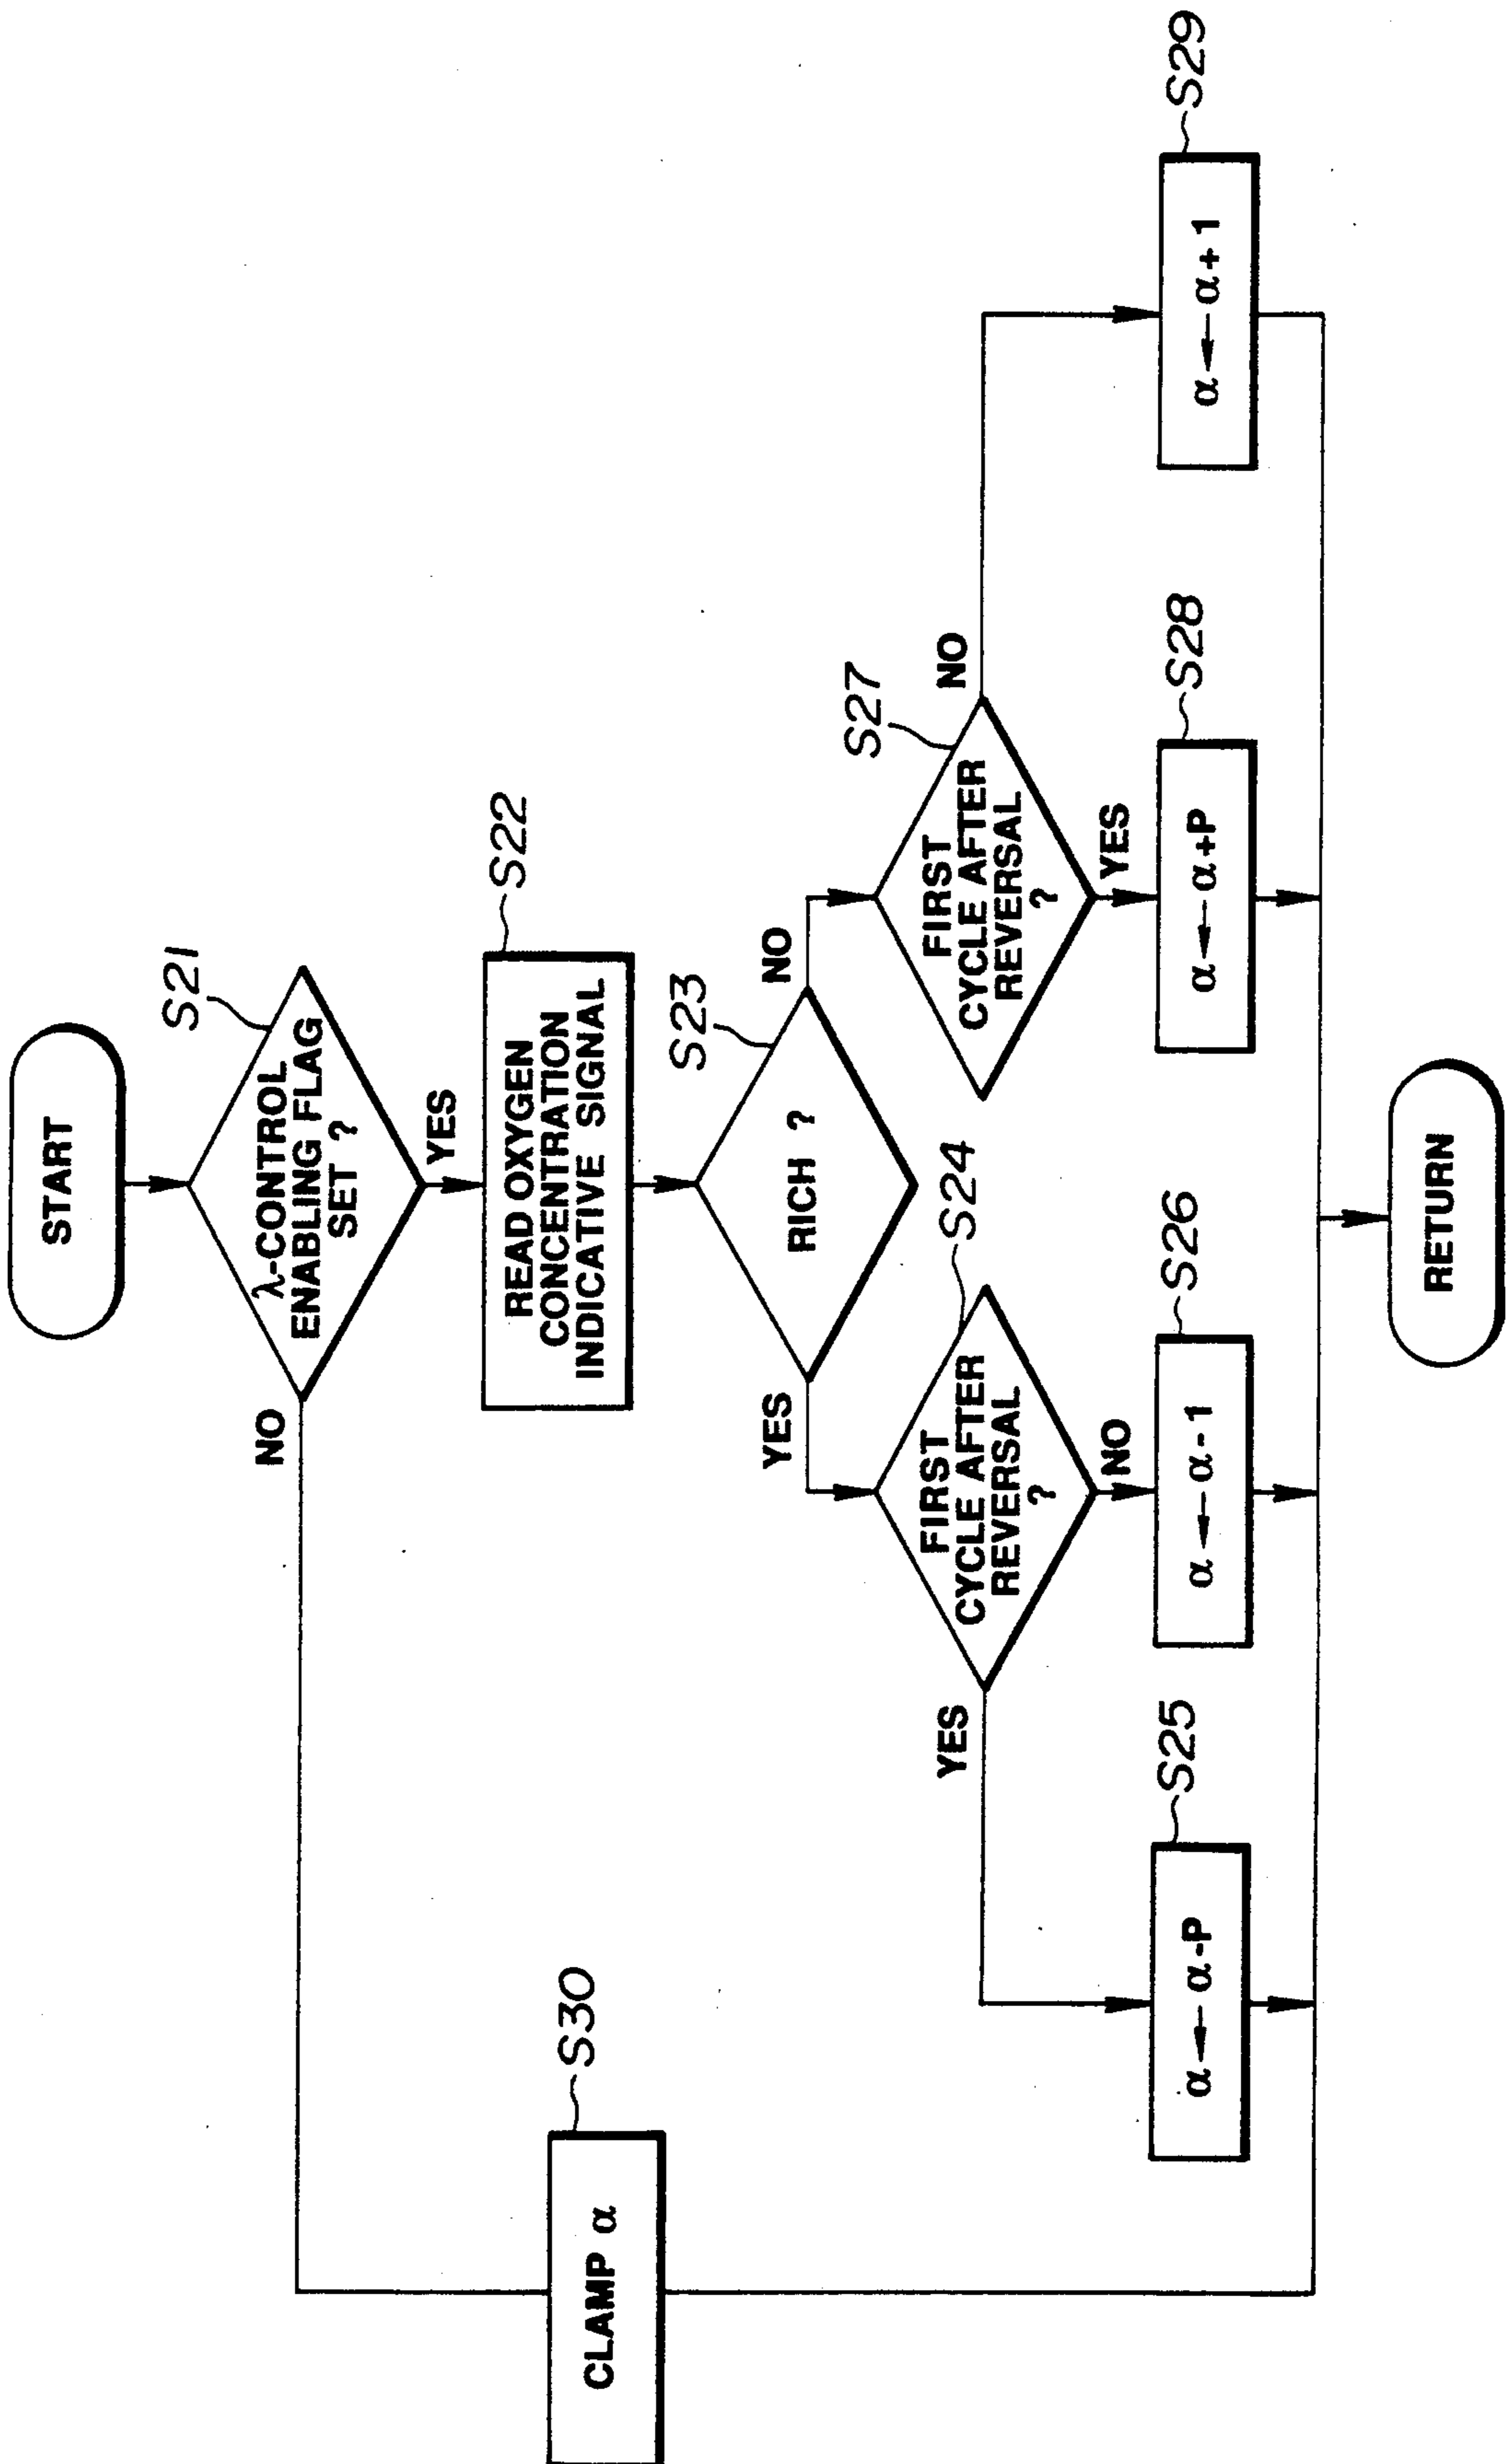 START
S21
λ-CONTROL
ENABLING FLAG
SET ?
NO
YES
S22
READ OXYGEN
CONCENTRATION
INDICATIVE SIGNAL
S30
CLAMP α
S23
RICH ?
YES
NO
S24
FIRST
CYCLE AFTER
REVERSAL
?
YES
NO
S27
FIRST
CYCLE AFTER
REVERSAL
?
NO
YES
S25
α ← α-P
S26
α ← α-1
S28
α ← α+P
S29
α ← α+1
RETURN